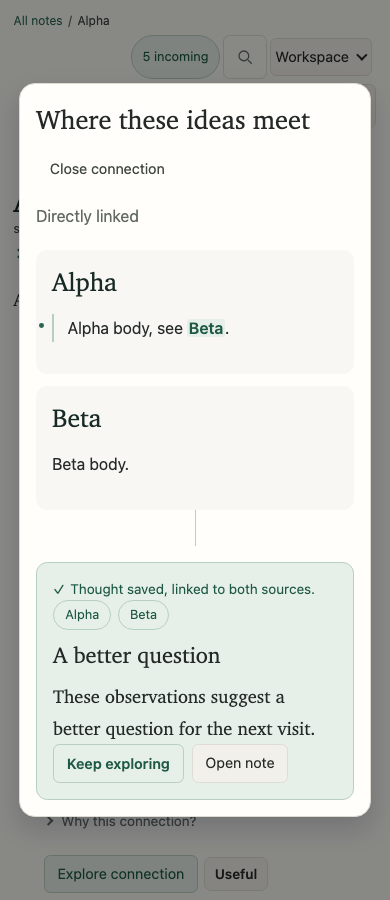 All notes / Alpha
5 incoming
Workspace
Where these ideas meet
Close connection
Directly linked
Alpha
Alpha body, see Beta.
Beta
Beta body.
✓ Thought saved, linked to both sources.
Alpha Beta
A better question
These observations suggest a
better question for the next visit.
Keep exploring Open note
Why this connection?
Explore connection Useful